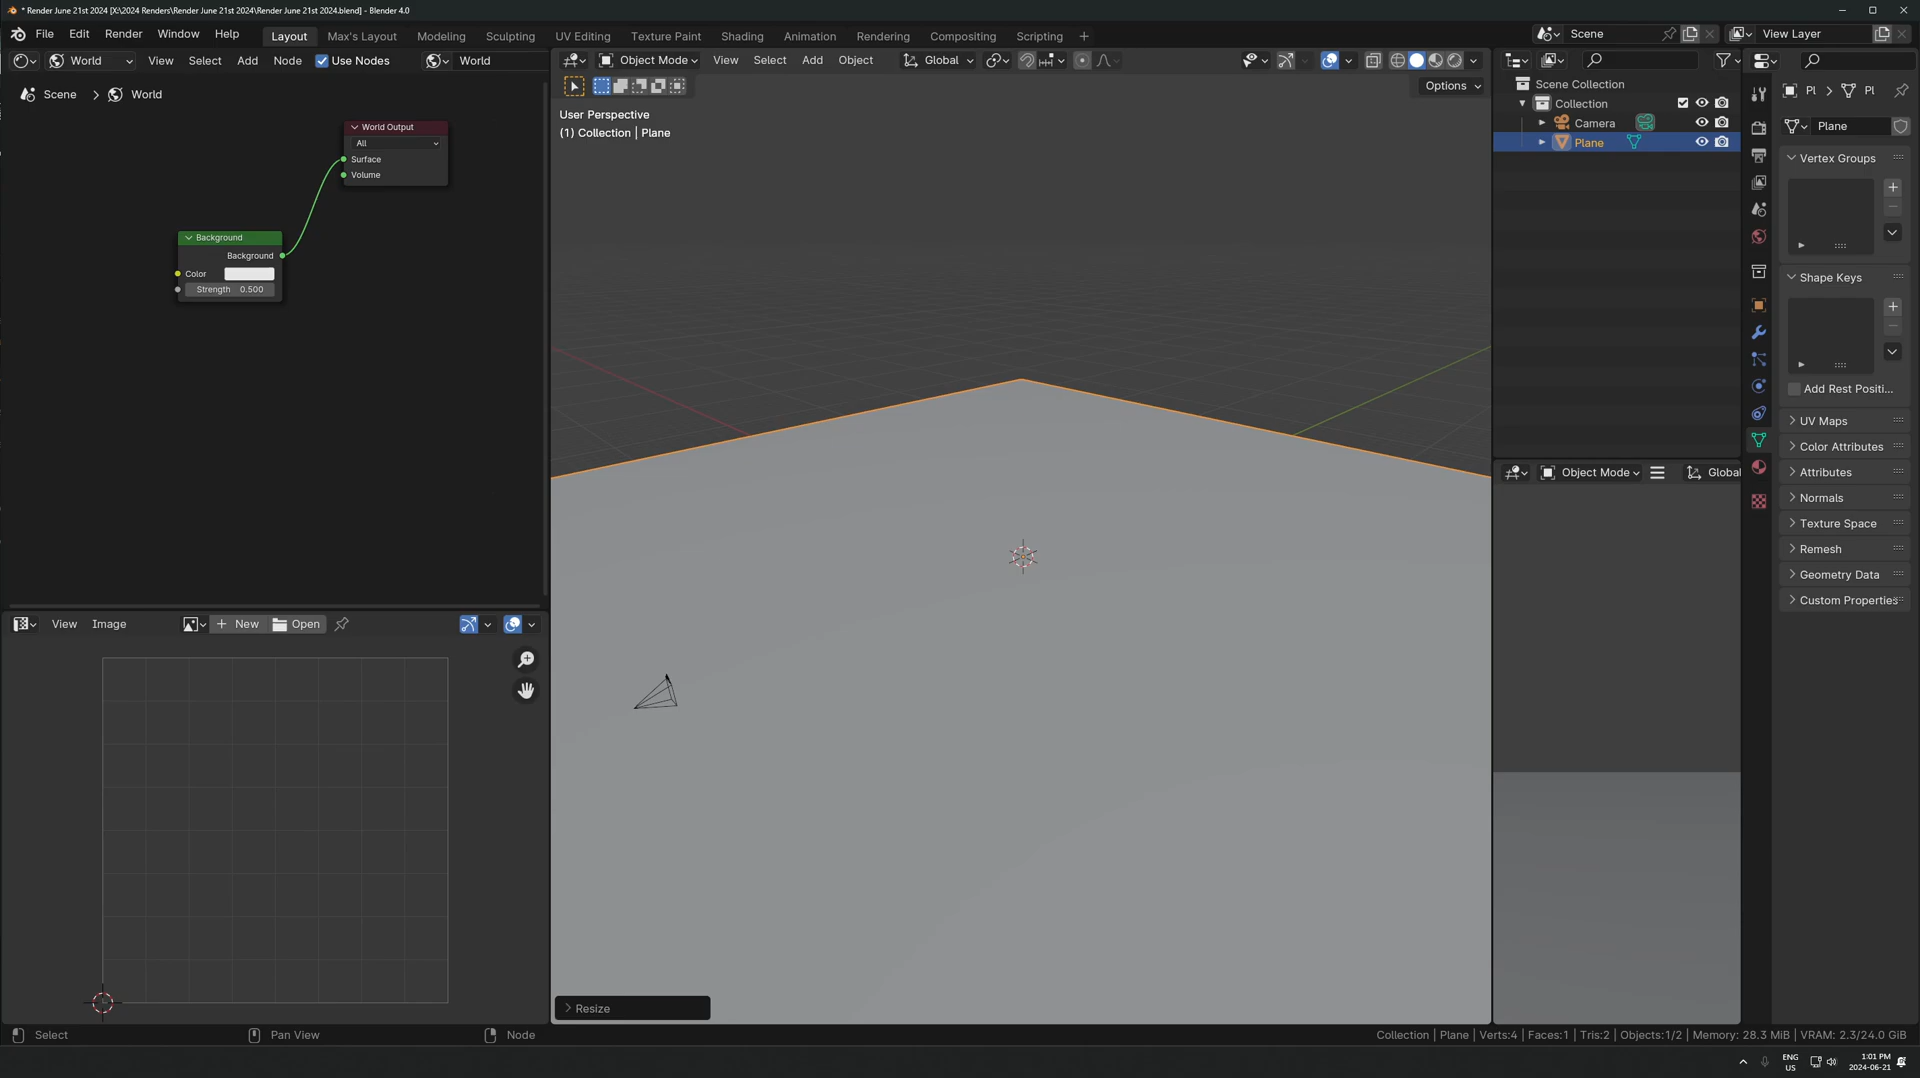 * Render June 21st 2024 [X:\2024 Renders\Render June 21st 2024\Render June 21st 2024.blend] - Blender 4.0
File Edit Render Window Help
Layout Max's Layout Modeling Sculpting UV Editing Texture Paint Shading Animation Rendering Compositing Scripting
Scene
View Layer
World View Select Add Node Use Nodes World
Scene World
World Output
All
Surface
Volume
Background
Background
Color
Strength 0.500
View Image New Open
Object Mode View Select Add Object Global
Options
User Perspective
(1) Collection | Plane
Resize
Scene Collection
Collection
Camera
Plane
Object Mode Global
Pl Pl
Plane
Vertex Groups
Shape Keys
Add Rest Positi...
UV Maps
Color Attributes
Attributes
Normals
Texture Space
Remesh
Geometry Data
Custom Properties
Select Pan View Node
Collection | Plane | Verts:4 | Faces:1 | Tris:2 | Objects:1/2 | Memory: 28.3 MiB | VRAM: 2.3/24.0 GiB
ENG
US
1:01 PM
2024-06-21